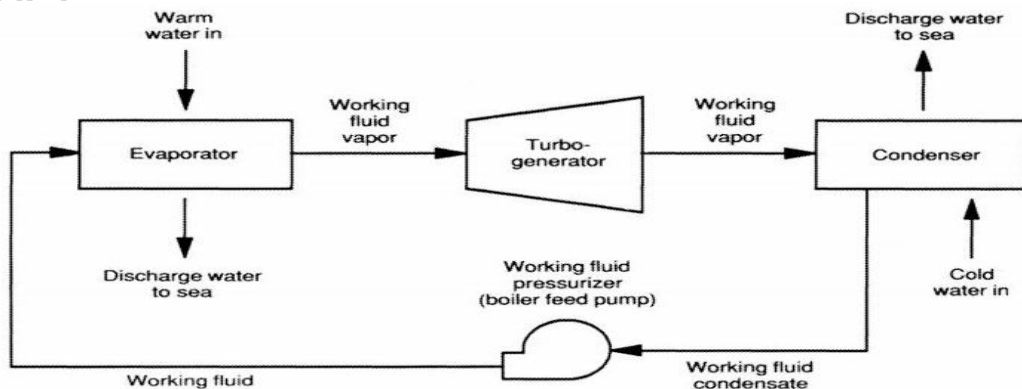 Warm
water in
Discharge water
to sea
Working
fluid
vapor
Working
fluid
vapor
Evaporator
Turbo-
generator
Condenser
Discharge water
to sea
Working fluid
pressurizer
(boiler feed pump)
Cold
water in
Working fluid
Working fluid
condensate